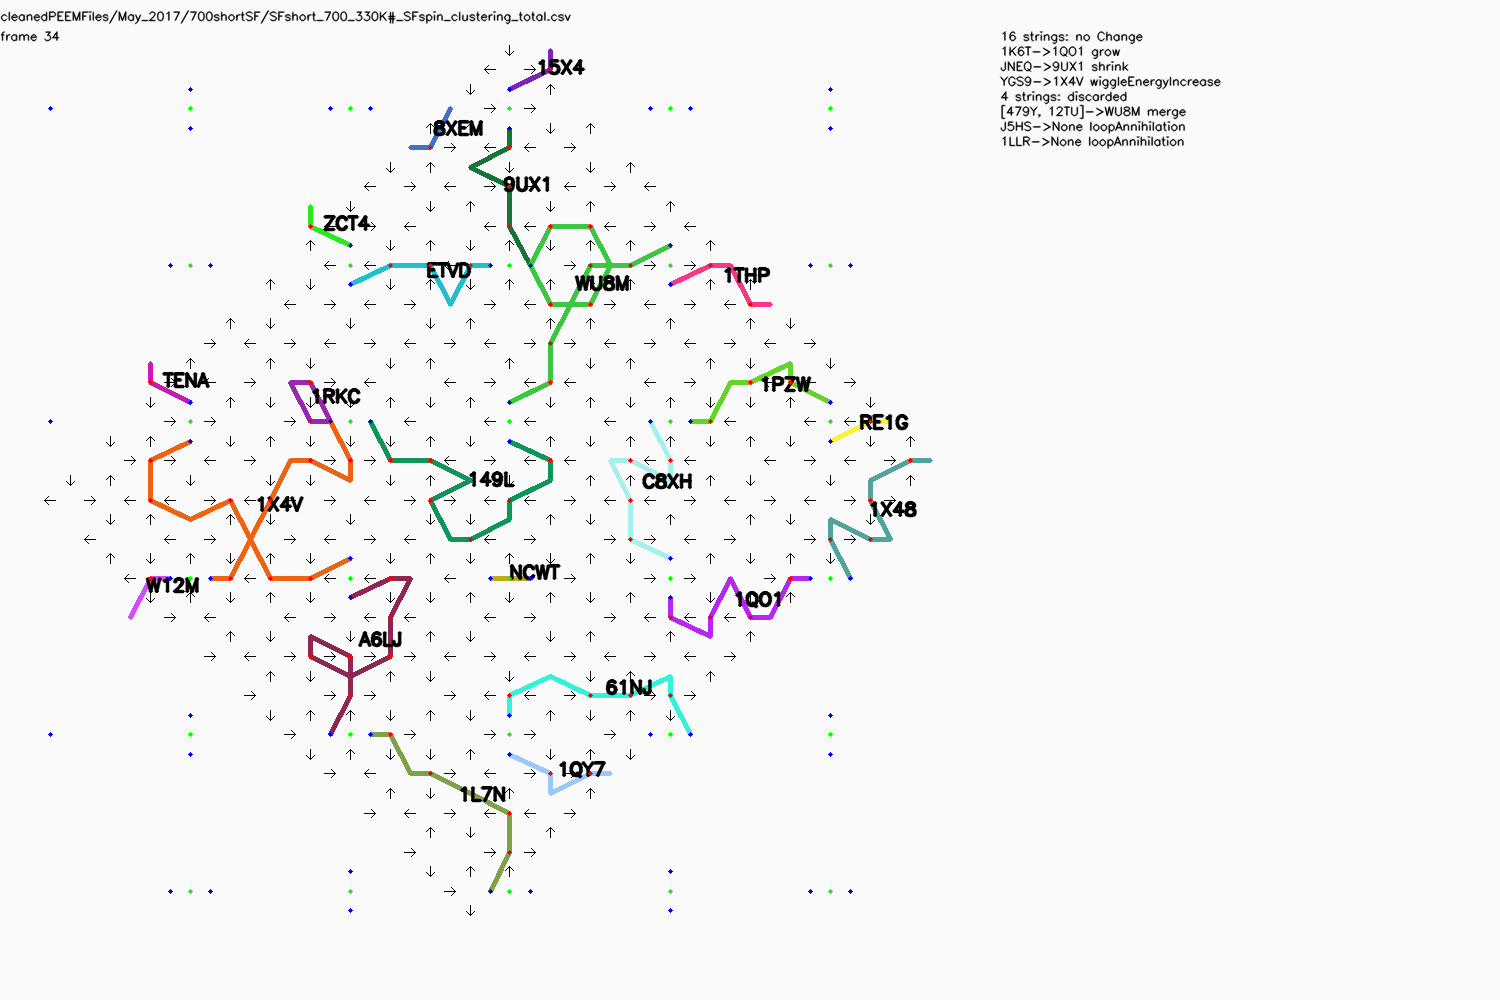 cleanedPEEMFiles/May_2017/700shortSF/SFshort_700_330K#_SFspin_clustering_total.csv
frame 34
16 strings: no Change
1K6T->1QO1 grow
JNEQ->9UX1 shrink
YGS9->1X4V wiggleEnergyIncrease
4 strings: discarded
[479Y, 12TU]->WU8M merge
J5HS->None loopAnnihilation
1LLR->None loopAnnihilation
15X4
8XEM
9UX1
ZCT4
ETVD
1THP
WU8M
TENA
1PZW
1RKC
RE1G
149L
C8XH
1X4V
1X48
NCWT
W12M
1QO1
A6LJ
61NJ
1QY7
1L7N